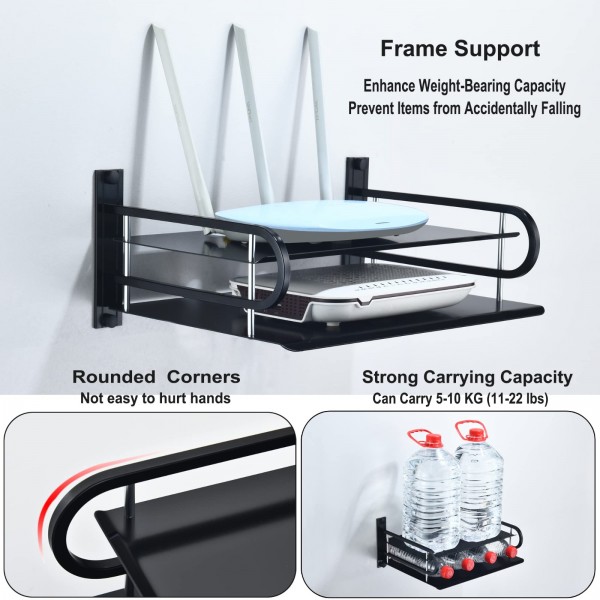 Frame Support
Enhance Weight-Bearing Capacity
Prevent Items from Accidentally Falling
Rounded Corners
Not easy to hurt hands
Strong Carrying Capacity
Can Carry 5-10 KG (11-22 lbs)